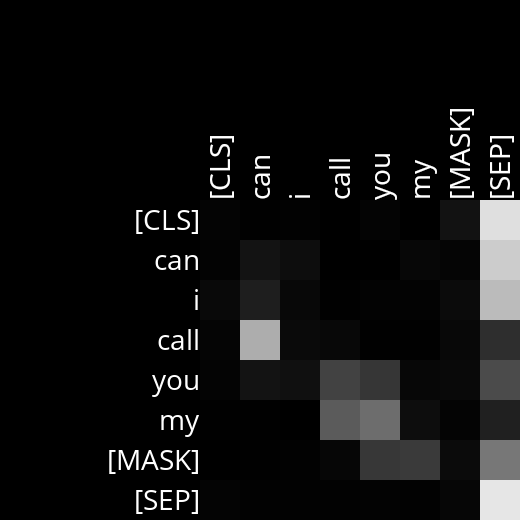 [CLS] can i call you my [MASK] [SEP]
[CLS]
can
i
call
you
my
[MASK]
[SEP]